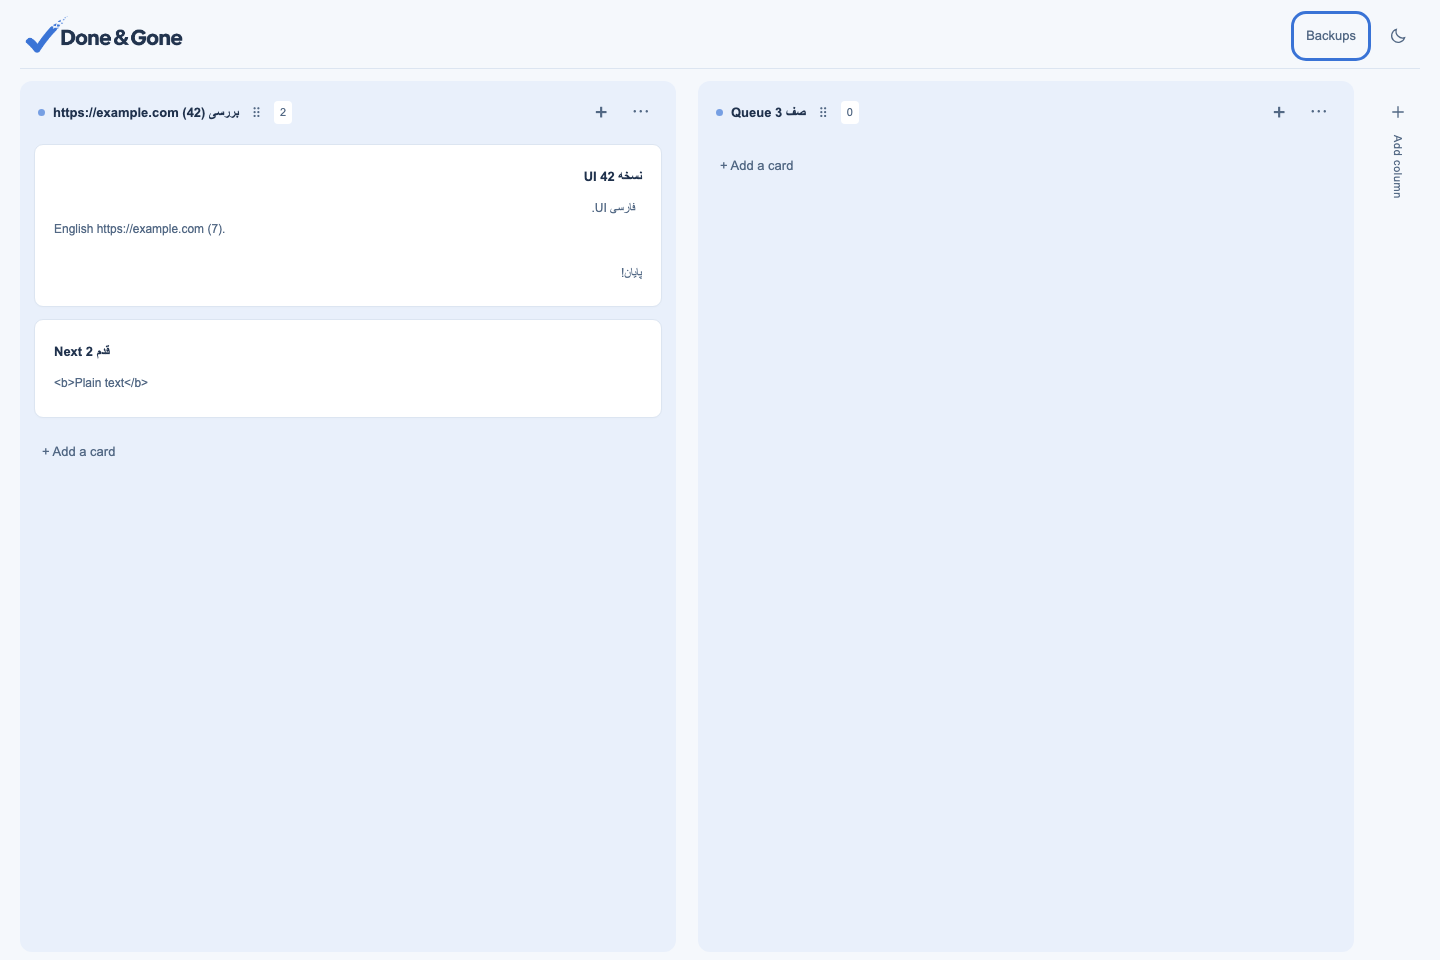 Done & Gone
Backups
بررسی (42) https://example.com
2
نسخه UI 42
فارسی UI.
English https://example.com (7).
پایان!
Next 2 قدم
<b>Plain text</b>
+ Add a card
Queue 3 صف
0
+ Add a card
Add column